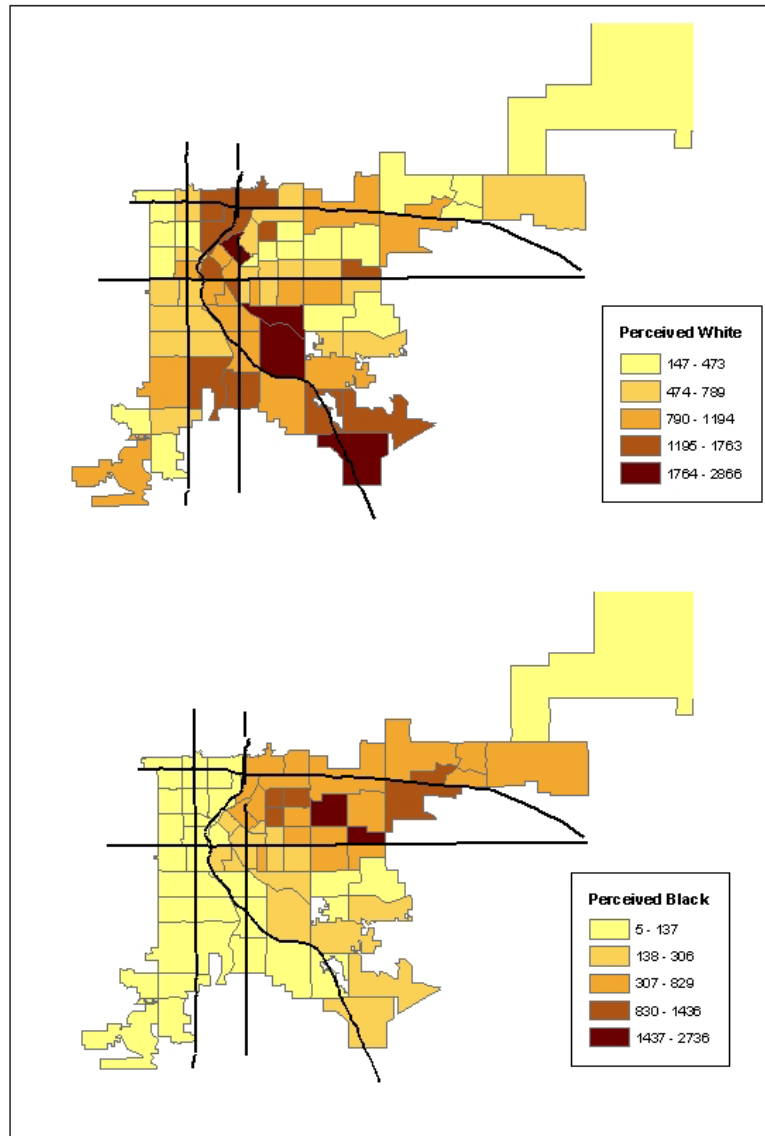 Perceived White
147 - 473
474 - 789
790 - 1194
1195 - 1763
1764 - 2866
Perceived Black
5 - 137
138 - 306
307 - 829
830 - 1436
1437 - 2736